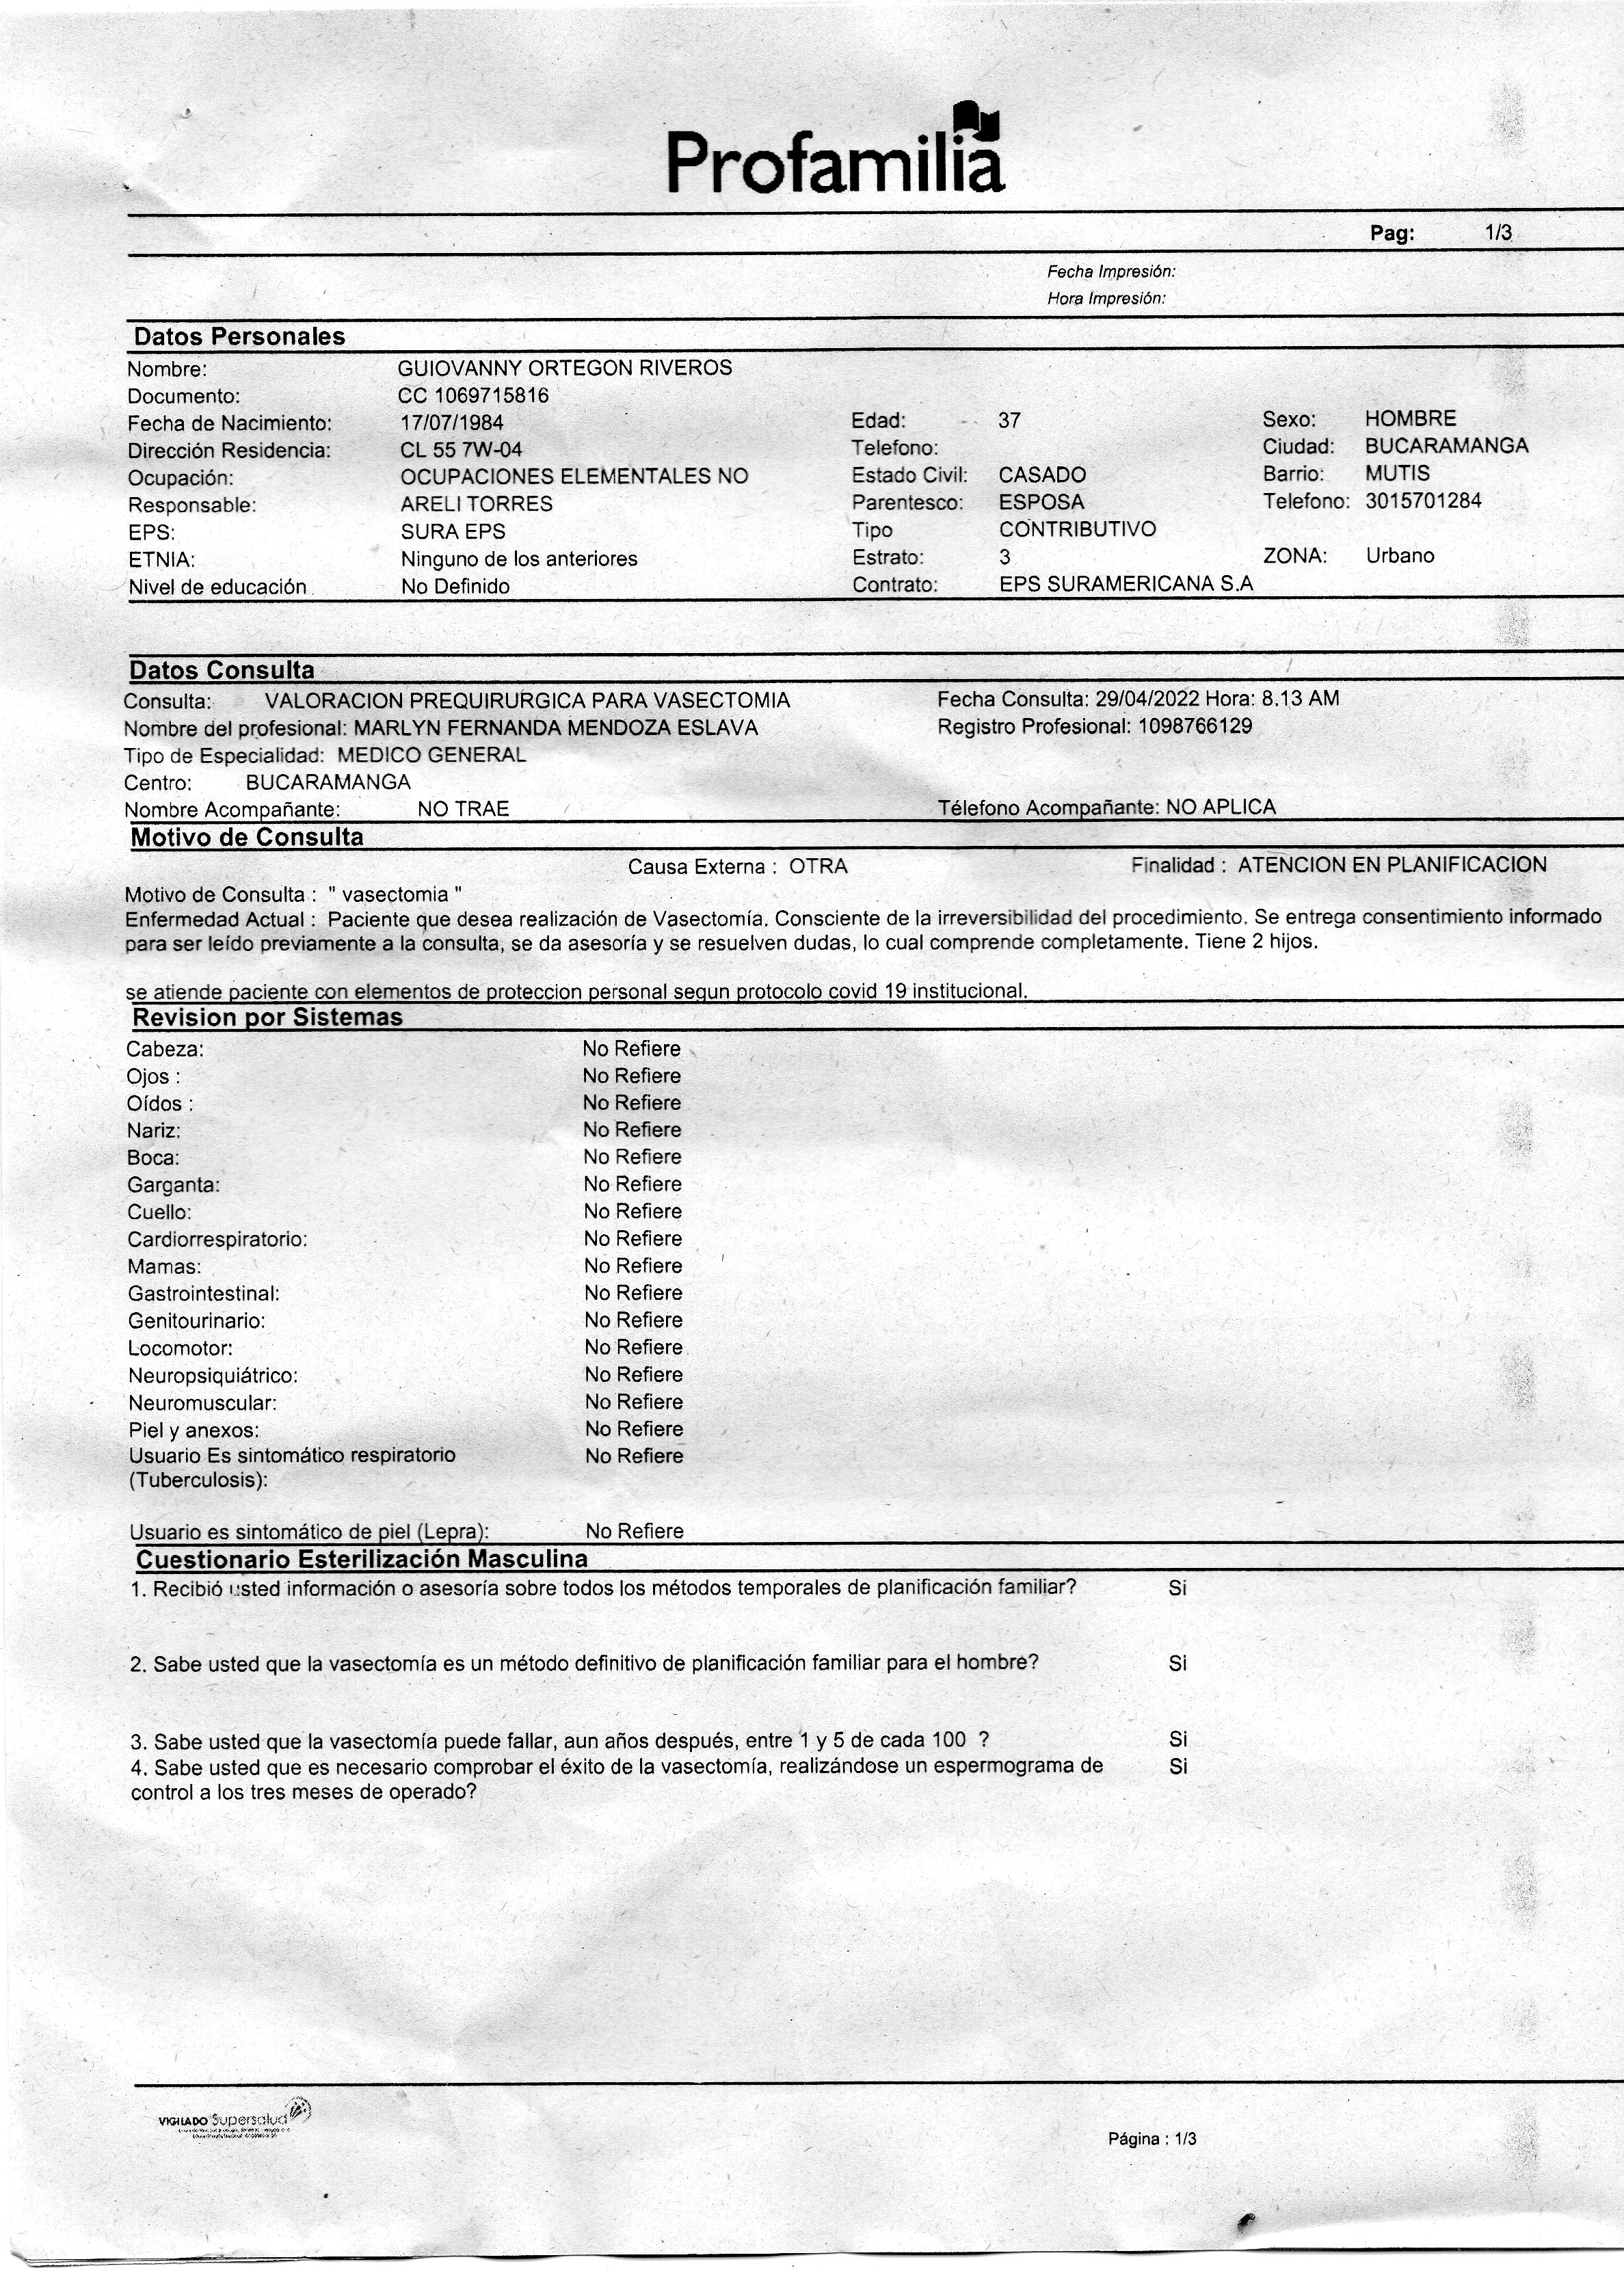 Profamilia
Pag: 1/3
Fecha Impresión:
Hora Impresión:
Datos Personales
Nombre: GUIOVANNY ORTEGON RIVEROS
Documento: CC 1069715816
Fecha de Nacimiento: 17/07/1984 Edad: 37 Sexo: HOMBRE
Dirección Residencia: CL 55 7W-04 Telefono: Ciudad: BUCARAMANGA
Ocupación: OCUPACIONES ELEMENTALES NO Estado Civil: CASADO Barrio: MUTIS
Responsable: ARELI TORRES Parentesco: ESPOSA Telefono: 3015701284
EPS: SURA EPS Tipo CONTRIBUTIVO
ETNIA: Ninguno de los anteriores Estrato: 3 ZONA: Urbano
Nivel de educación No Definido Contrato: EPS SURAMERICANA S.A
Datos Consulta
Consulta: VALORACION PREQUIRURGICA PARA VASECTOMIA Fecha Consulta: 29/04/2022 Hora: 8.13 AM
Nombre del profesional: MARLYN FERNANDA MENDOZA ESLAVA Registro Profesional: 1098766129
Tipo de Especialidad: MEDICO GENERAL
Centro: BUCARAMANGA
Nombre Acompañante: NO TRAE Télefono Acompañante: NO APLICA
Motivo de Consulta
Causa Externa : OTRA Finalidad : ATENCION EN PLANIFICACION
Motivo de Consulta : " vasectomia "
Enfermedad Actual : Paciente que desea realización de Vasectomía. Consciente de la irreversibilidad del procedimiento. Se entrega consentimiento informado
para ser leído previamente a la consulta, se da asesoría y se resuelven dudas, lo cual comprende completamente. Tiene 2 hijos.
se atiende paciente con elementos de proteccion personal segun protocolo covid 19 institucional.
Revision por Sistemas
Cabeza: No Refiere
Ojos : No Refiere
Oídos : No Refiere
Nariz: No Refiere
Boca: No Refiere
Garganta: No Refiere
Cuello: No Refiere
Cardiorrespiratorio: No Refiere
Mamas: No Refiere
Gastrointestinal: No Refiere
Genitourinario: No Refiere
Locomotor: No Refiere
Neuropsiquiátrico: No Refiere
Neuromuscular: No Refiere
Piel y anexos: No Refiere
Usuario Es sintomático respiratorio No Refiere
(Tuberculosis):
Usuario es sintomático de piel (Lepra): No Refiere
Cuestionario Esterilización Masculina
1. Recibió usted información o asesoría sobre todos los métodos temporales de planificación familiar? Si
2. Sabe usted que la vasectomía es un método definitivo de planificación familiar para el hombre? Si
3. Sabe usted que la vasectomía puede fallar, aun años después, entre 1 y 5 de cada 100 ? Si
4. Sabe usted que es necesario comprobar el éxito de la vasectomía, realizándose un espermograma de Si
control a los tres meses de operado?
VIGILADO Supersalud
Página : 1/3